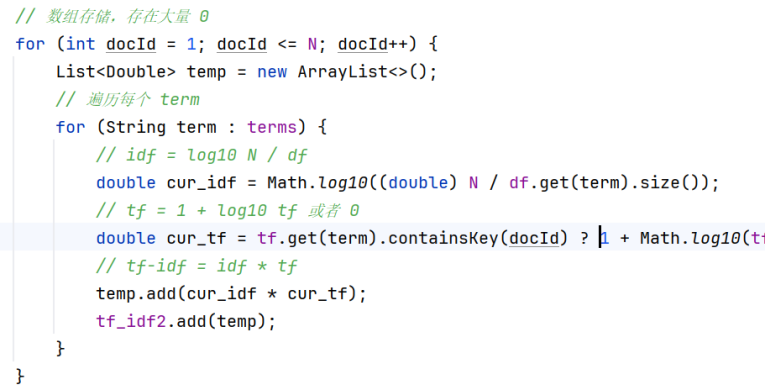 // 数组存储，存在大量 0
for (int docId = 1; docId <= N; docId++) {
List<Double> temp = new ArrayList<>();
// 遍历每个 term
for (String term : terms) {
// idf = log10 N / df
double cur_idf = Math.log10((double) N / df.get(term).size());
// tf = 1 + log10 tf 或者 0
double cur_tf = tf.get(term).containsKey(docId) ? 1 + Math.log10(tf
// tf-idf = idf * tf
temp.add(cur_idf * cur_tf);
tf_idf2.add(temp);
}
}